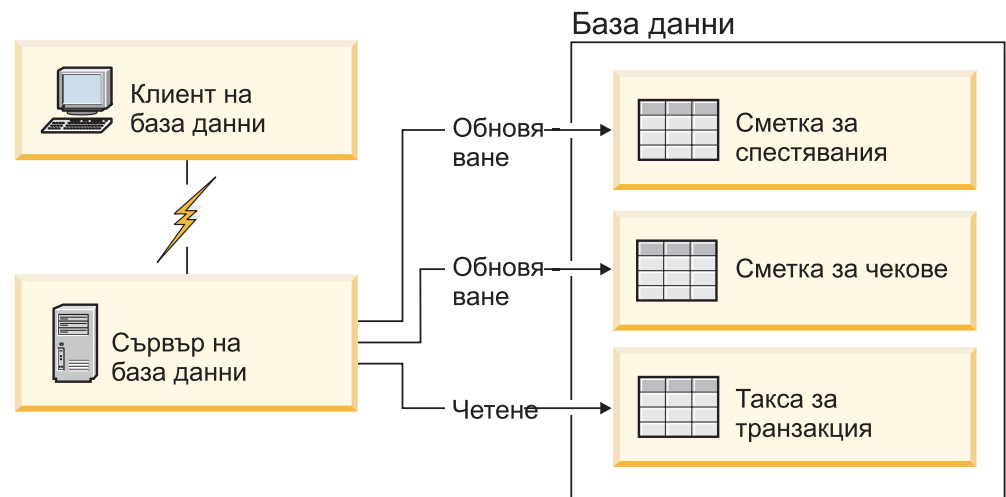 База данни
Клиент на
база данни
Обновя-
ване
Сметка за
спестявания
Обновя-
ване
Сметка за чекове
Сървър на
база данни
Четене
Такса за
транзакция